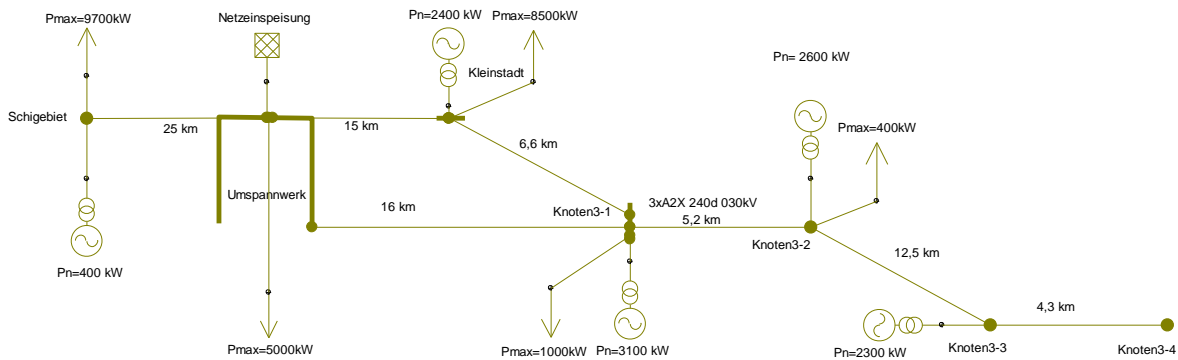 Pmax=9700kW
Netzeinspeisung
Pn=2400 kW
Pmax=8500kW
Pn= 2600 kW
Kleinstadt
Schigebiet
25 km
15 km
Pmax=400kW
6,6 km
Umspannwerk
16 km
Knoten3-1
3xA2X 240d 030kV
5,2 km
Knoten3-2
12,5 km
Pn=400 kW
4,3 km
Pmax=5000kW
Pmax=1000kW
Pn=3100 kW
Pn=2300 kW
Knoten3-3
Knoten3-4